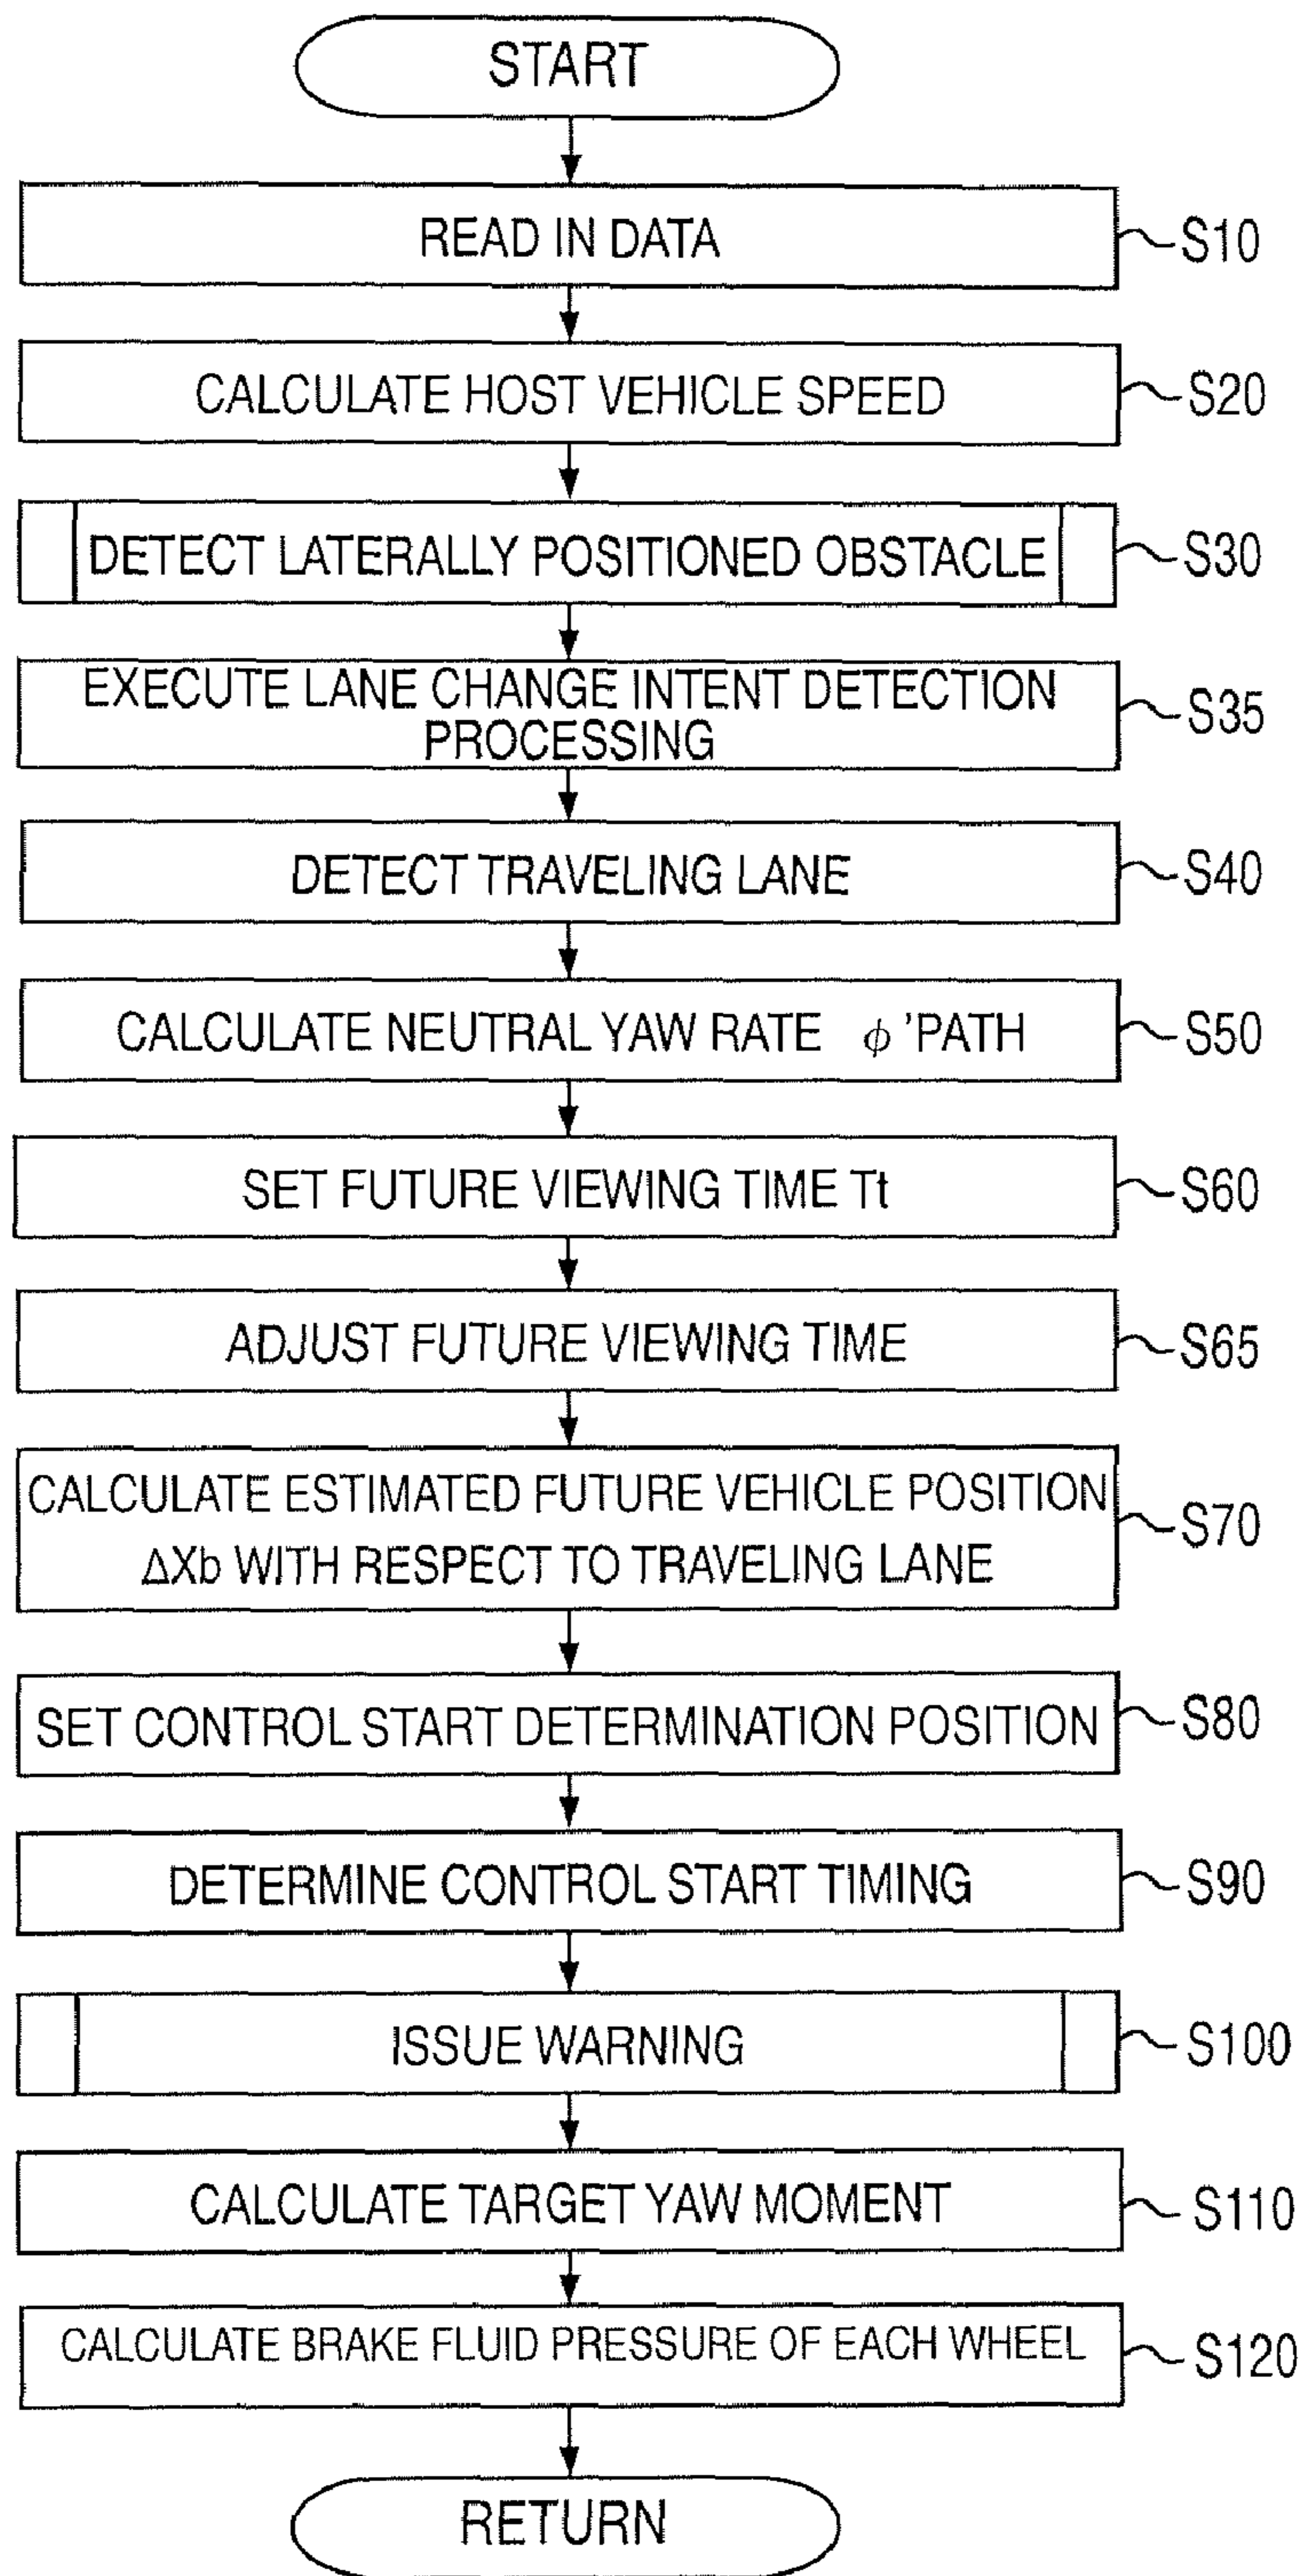 START
READ IN DATA S10
CALCULATE HOST VEHICLE SPEED S20
DETECT LATERALLY POSITIONED OBSTACLE S30
EXECUTE LANE CHANGE INTENT DETECTION
PROCESSING S35
DETECT TRAVELING LANE S40
CALCULATE NEUTRAL YAW RATE ϕ'PATH S50
SET FUTURE VIEWING TIME Tt S60
ADJUST FUTURE VIEWING TIME S65
CALCULATE ESTIMATED FUTURE VEHICLE POSITION
ΔXb WITH RESPECT TO TRAVELING LANE S70
SET CONTROL START DETERMINATION POSITION S80
DETERMINE CONTROL START TIMING S90
ISSUE WARNING S100
CALCULATE TARGET YAW MOMENT S110
CALCULATE BRAKE FLUID PRESSURE OF EACH WHEEL S120
RETURN